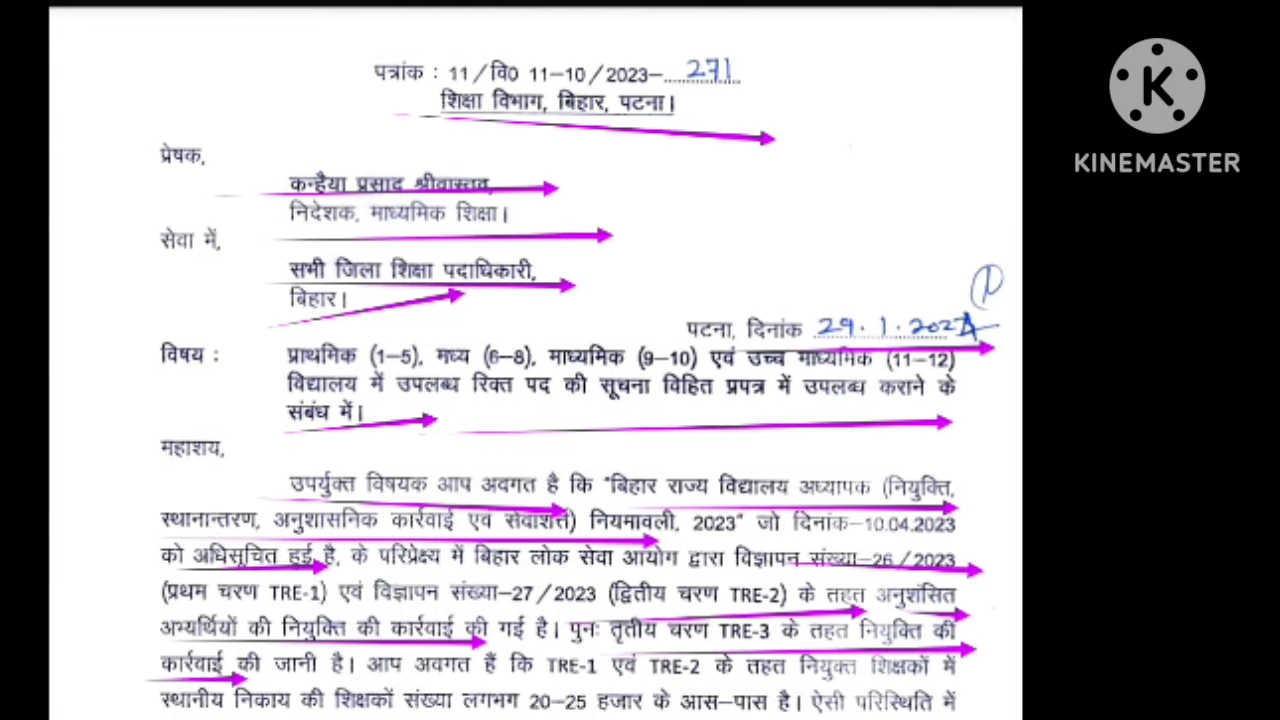 पत्रांक : 11/वि0 11-10/2023-....271....
शिक्षा विभाग, बिहार, पटना।
प्रेषक,
कन्हैया प्रसाद श्रीवास्तव,
निदेशक, माध्यमिक शिक्षा।
सेवा में,
सभी जिला शिक्षा पदाधिकारी,
बिहार।
पटना, दिनांक 29.1.2024
विषय : प्राथमिक (1-5), मध्य (6-8), माध्यमिक (9-10) एवं उच्च माध्यमिक (11-12)
विद्यालय में उपलब्ध रिक्त पद की सूचना विहित प्रपत्र में उपलब्ध कराने के
संबंध में।
महाशय,
उपर्युक्त विषयक आप अवगत है कि "बिहार राज्य विद्यालय अध्यापक (नियुक्ति,
स्थानान्तरण, अनुशासनिक कार्रवाई एवं सेवाशर्त्त) नियमावली, 2023" जो दिनांक-10.04.2023
को अधिसूचित हुई है, के परिप्रेक्ष्य में बिहार लोक सेवा आयोग द्वारा विज्ञापन संख्या-26/2023
(प्रथम चरण TRE-1) एवं विज्ञापन संख्या-27/2023 (द्वितीय चरण TRE-2) के तहत अनुशंसित
अभ्यर्थियों की नियुक्ति की कार्रवाई की गई है। पुनः तृतीय चरण TRE-3 के तहत नियुक्ति की
कार्रवाई की जानी है। आप अवगत हैं कि TRE-1 एवं TRE-2 के तहत नियुक्त शिक्षकों में
स्थानीय निकाय की शिक्षकों संख्या लगभग 20-25 हजार के आस-पास है। ऐसी परिस्थिति में
K
KINEMASTER